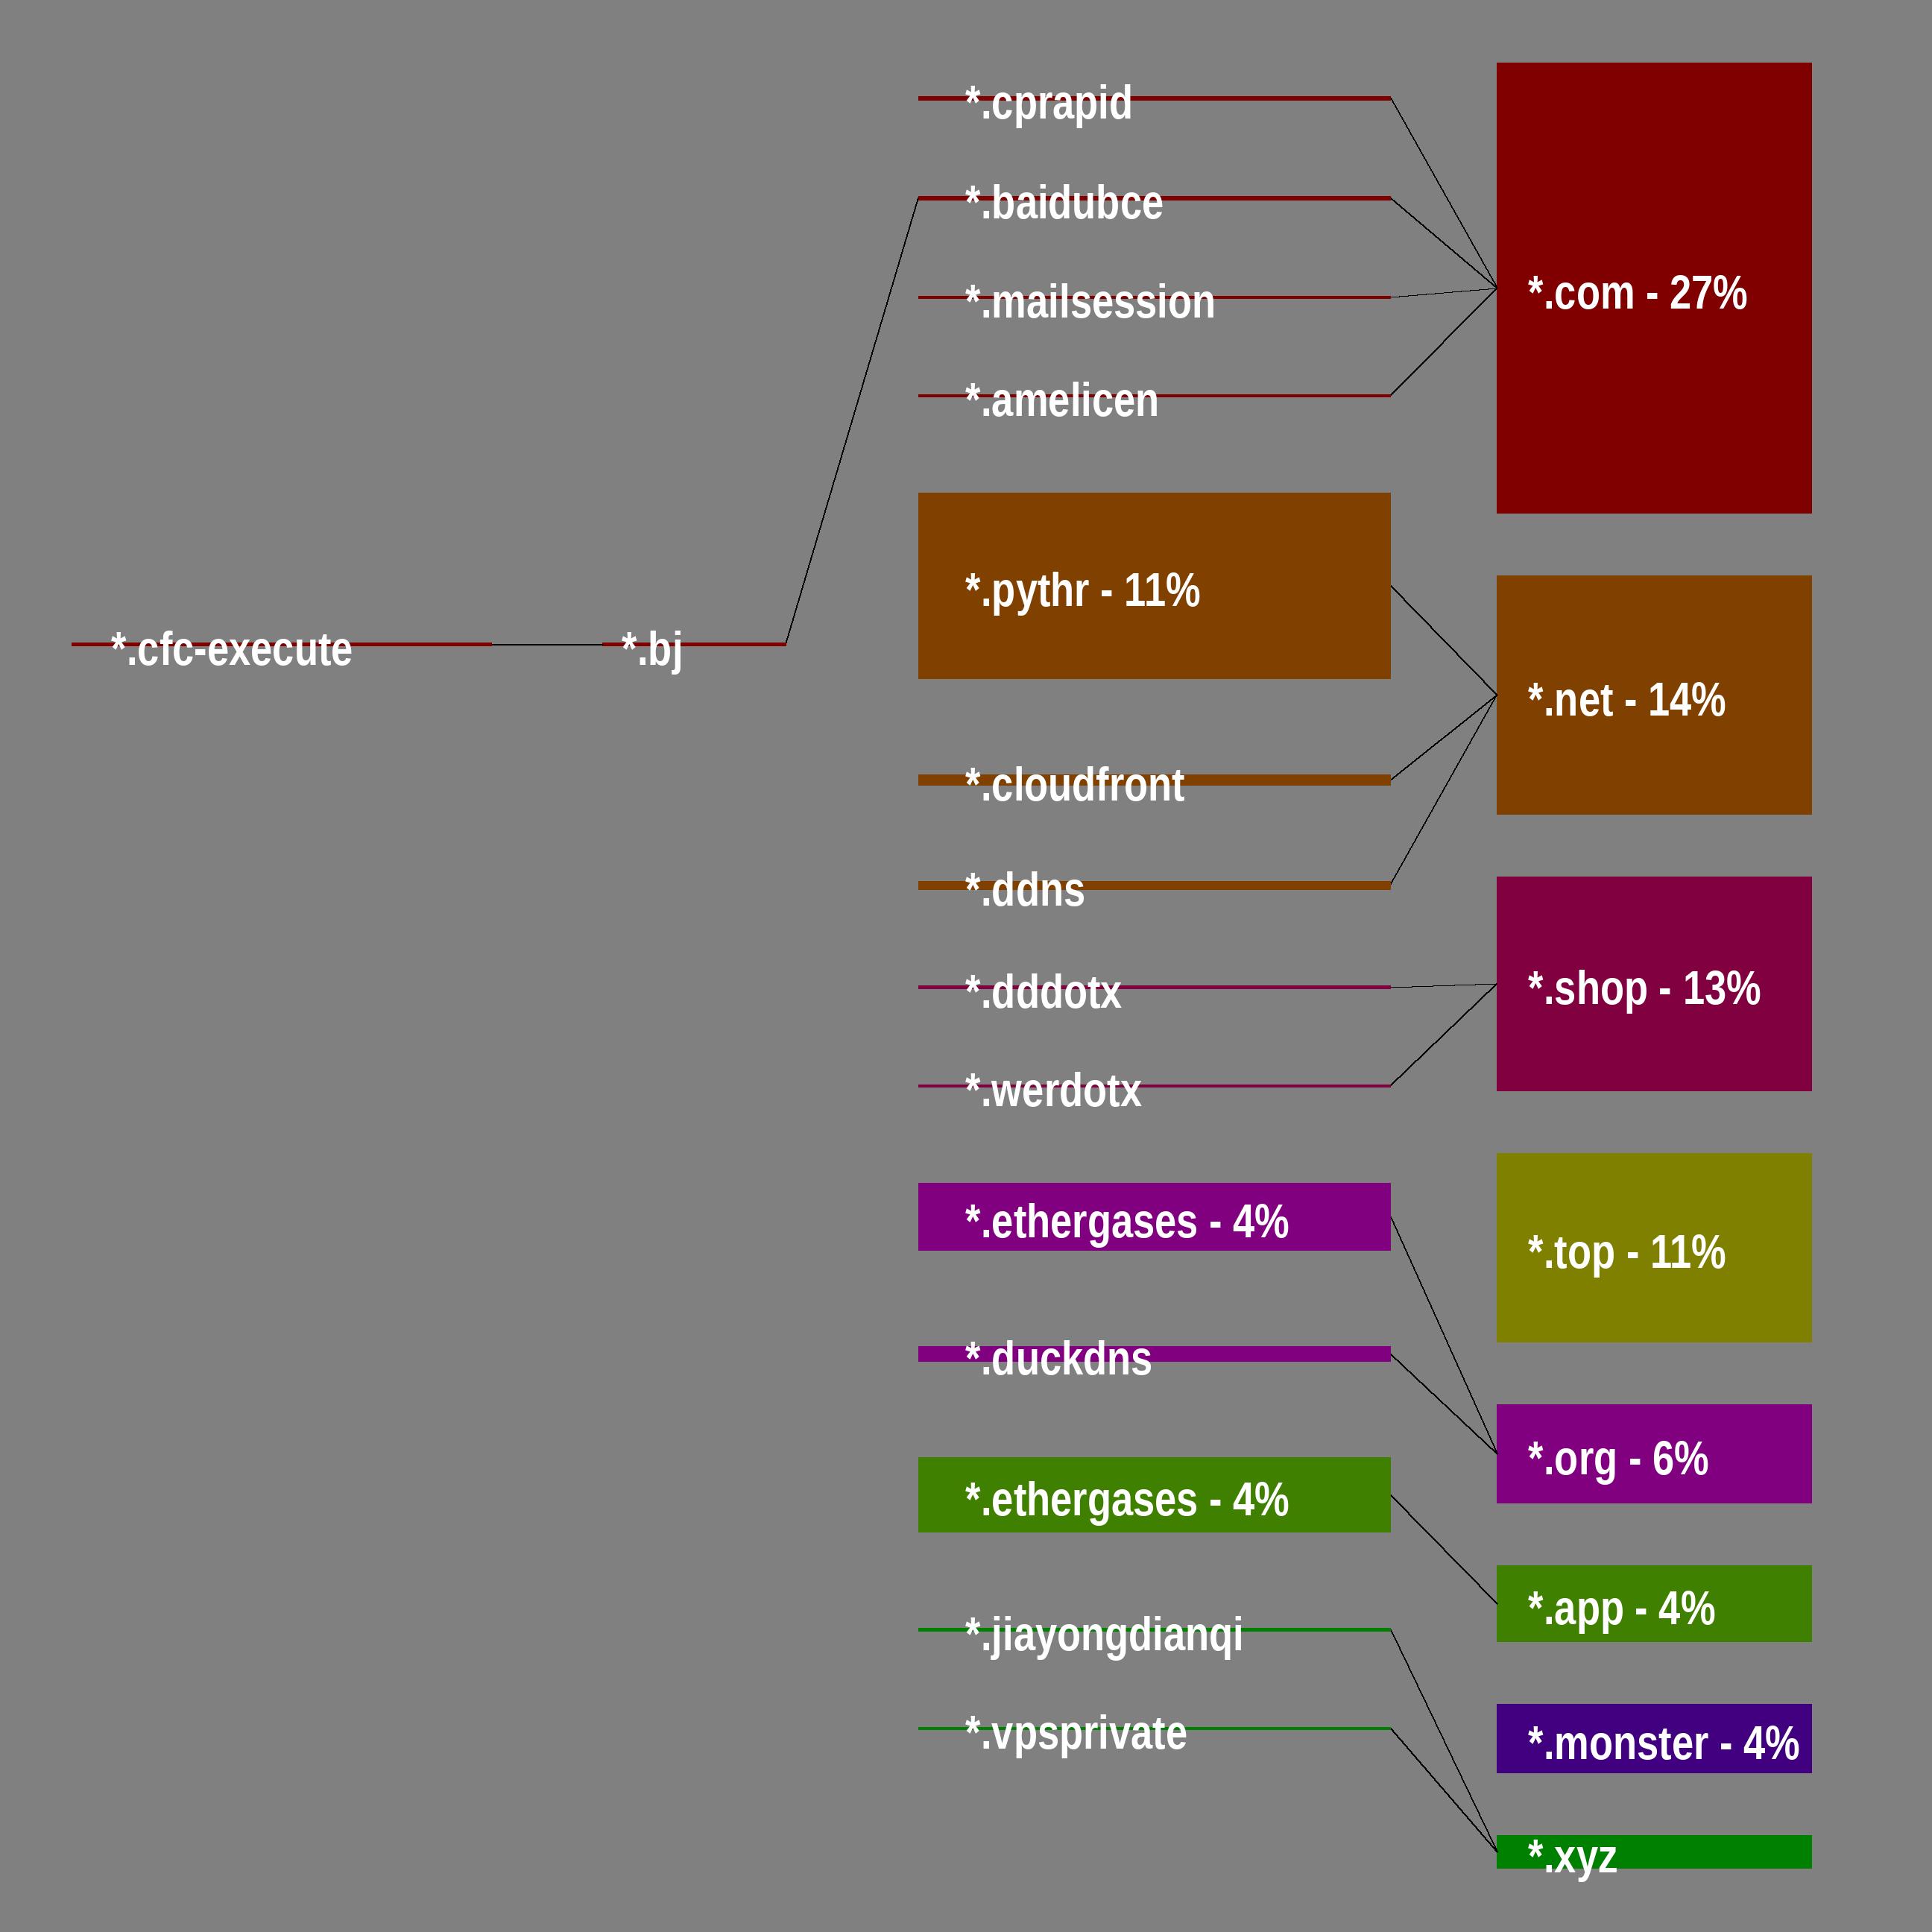 *.cprapid
*.baidubce
*.mailsession
*.amelicen
*.com - 27%
*.pythr - 11%
*.cfc-execute
*.bj
*.net - 14%
*.cloudfront
*.ddns
*.dddotx
*.shop - 13%
*.werdotx
*.ethergases - 4%
*.top - 11%
*.duckdns
*.org - 6%
*.ethergases - 4%
*.app - 4%
*.jiayongdianqi
*.vpsprivate
*.monster - 4%
*.xyz